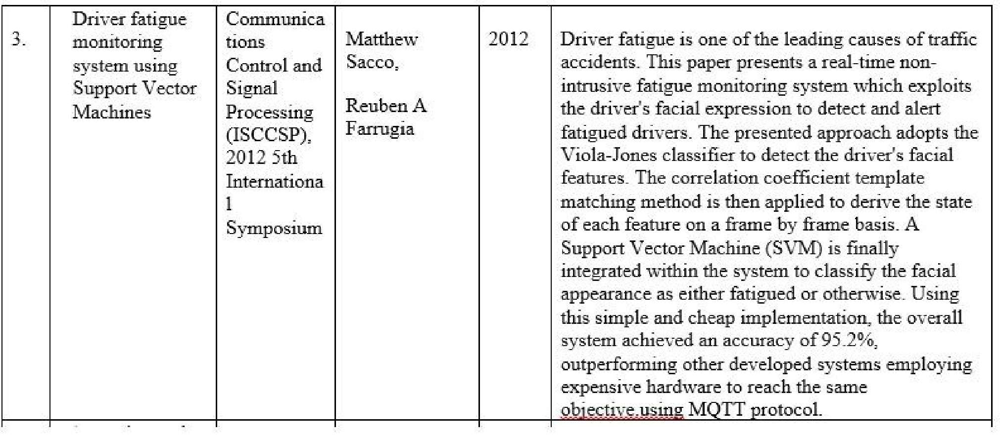 3.
Driver fatigue
monitoring
system using
Support Vector
Machines
Communica
tions
Control and
Signal
Processing
(ISCCSP),
2012 5th
Internationa
l
Symposium
Matthew
Sacco,
Reuben A
Farrugia
2012
Driver fatigue is one of the leading causes of traffic
accidents. This paper presents a real-time non-
intrusive fatigue monitoring system which exploits
the driver's facial expression to detect and alert
fatigued drivers. The presented approach adopts the
Viola-Jones classifier to detect the driver's facial
features. The correlation coefficient template
matching method is then applied to derive the state
of each feature on a frame by frame basis. A
Support Vector Machine (SVM) is finally
integrated within the system to classify the facial
appearance as either fatigued or otherwise. Using
this simple and cheap implementation, the overall
system achieved an accuracy of 95.2%,
outperforming other developed systems employing
expensive hardware to reach the same
objective.using MQTT protocol.